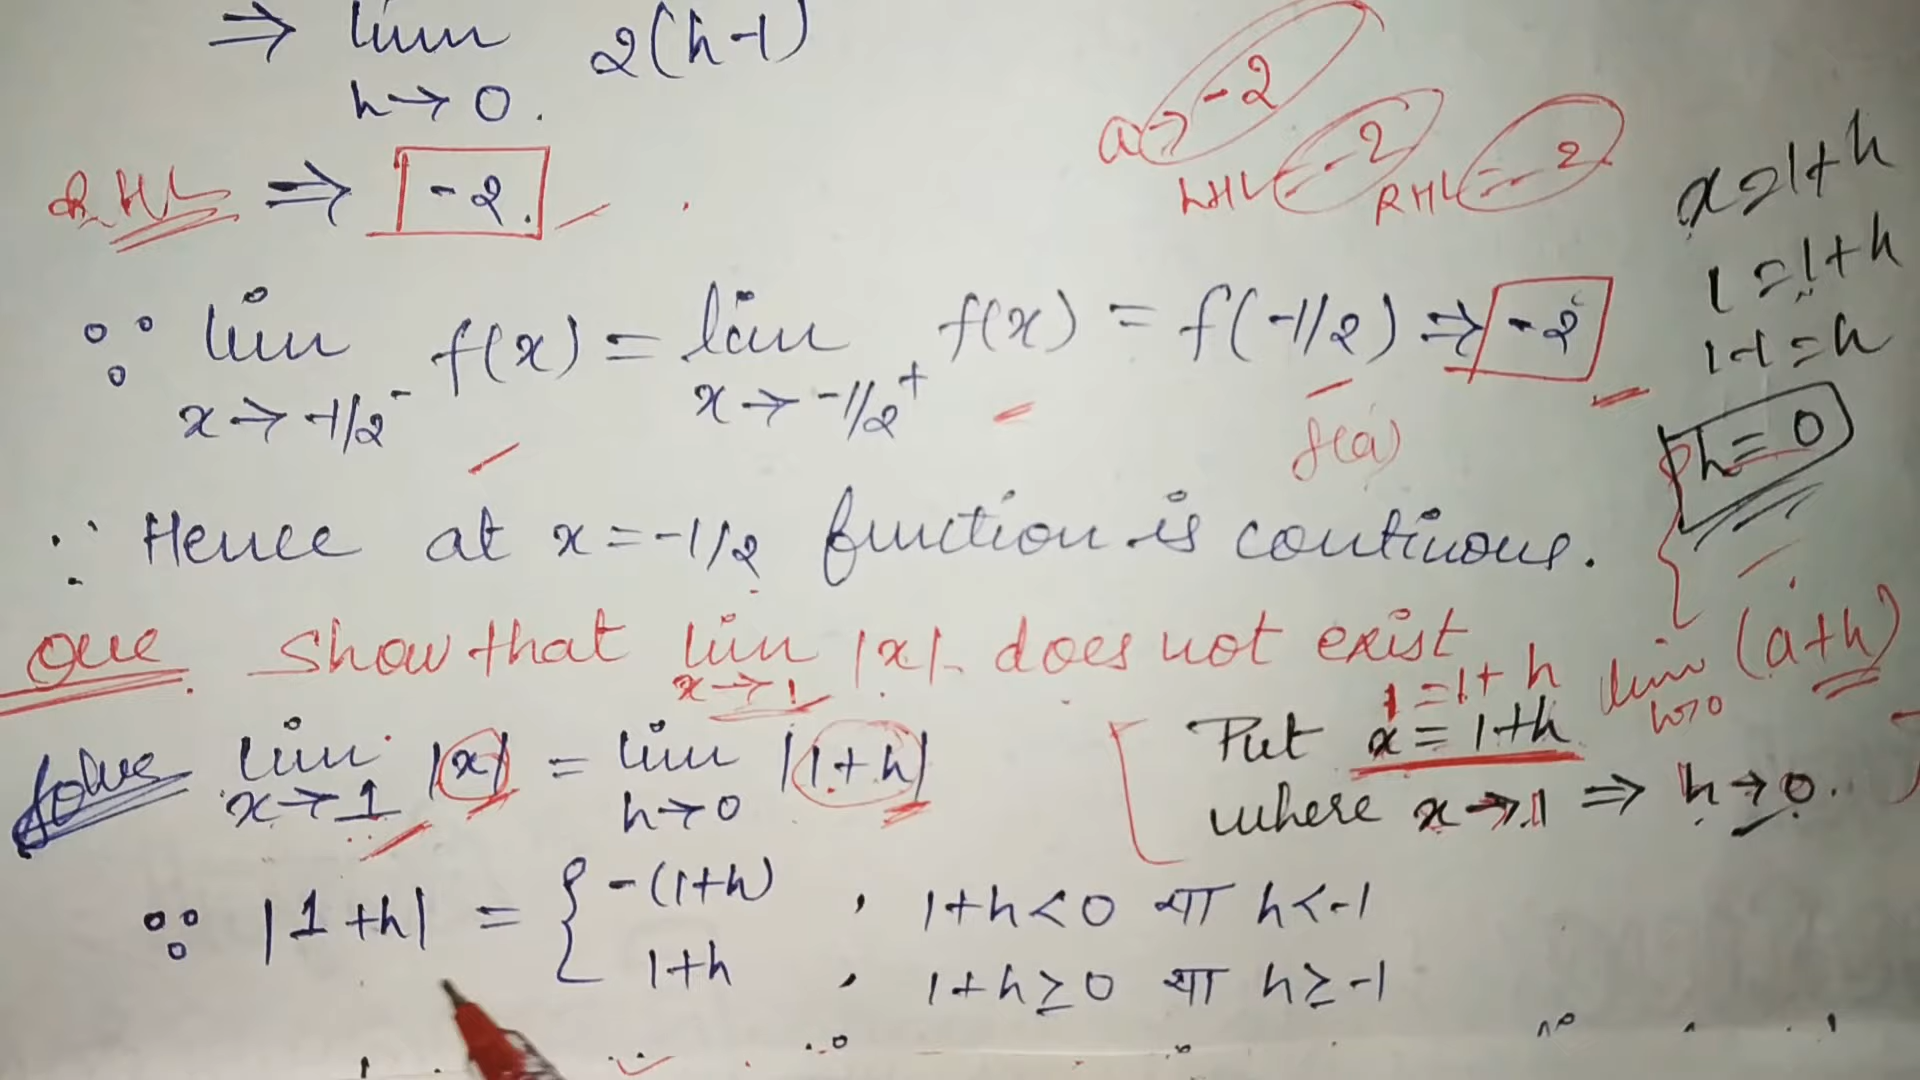 ⇒ lim 2(h-1)
h→0.
RHL ⇒ -2.
a→-2
LHL=-2 RHL=-2
x=1+h
1=1+h
1-1=h
h=0
∵ lim f(x) = lim f(x) = f(-1/2) ⇒ -2
x→-1/2⁻ x→-1/2⁺
f(a)
∴ Hence at x=-1/2 function is continous.
Que. Show that lim |x| does not exist
x→1
1=1+h
lim (a+h)
h→0
Solve lim |x| = lim |1+h|
x→1 h→0
Put x=1+h
where x→1 ⇒ h→0.
∵ |1+h| = { -(1+h) , 1+h<0 या h<-1
1+h , 1+h≥0 या h≥-1